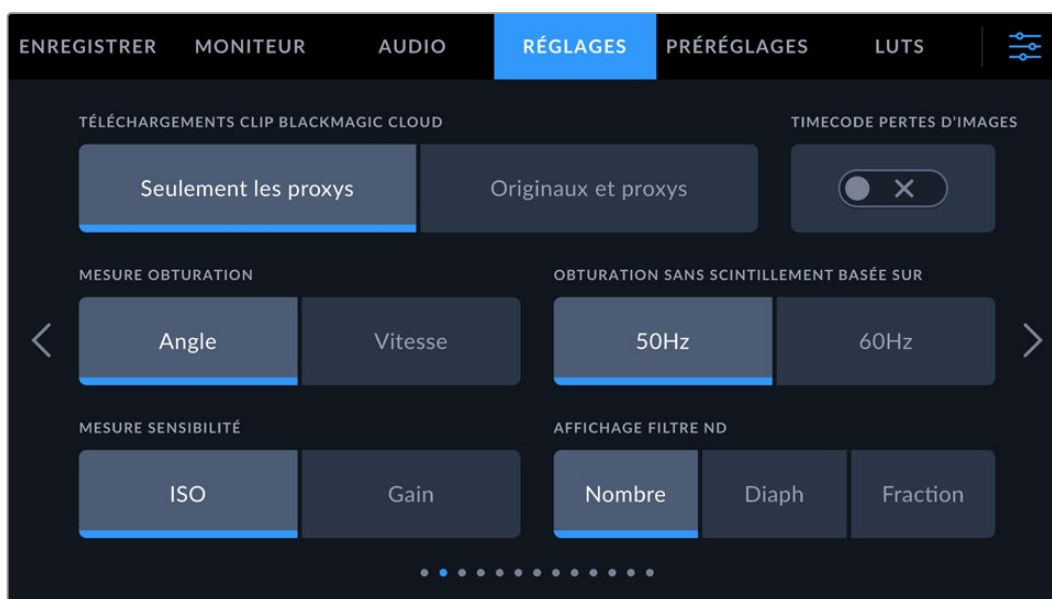 ENREGISTRER MONITEUR AUDIO RÉGLAGES PRÉRÉGLAGES LUTS
TÉLÉCHARGEMENTS CLIP BLACKMAGIC CLOUD TIMECODE PERTES D'IMAGES
Seulement les proxys Originaux et proxys
MESURE OBTURATION OBTURATION SANS SCINTILLEMENT BASÉE SUR
Angle Vitesse 50Hz 60Hz
MESURE SENSIBILITÉ AFFICHAGE FILTRE ND
ISO Gain Nombre Diaph Fraction